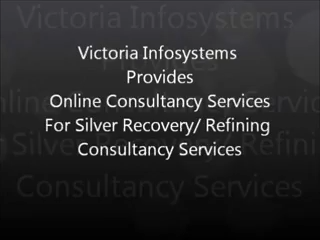 Victoria Infosystems
Provides
Online Consultancy Services
For Silver Recovery/ Refining
Consultancy Services